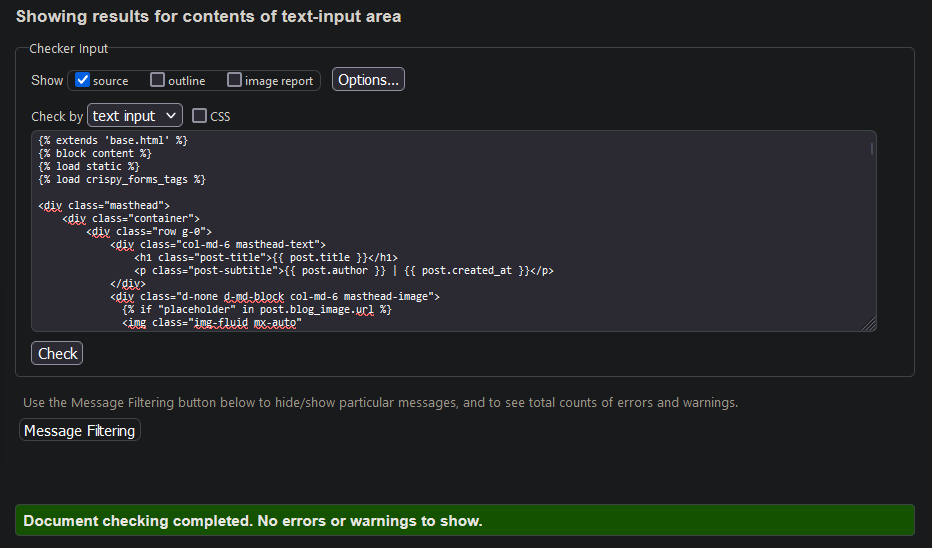 Showing results for contents of text-input area
Checker Input
Show source outline image report Options...
Check by text input CSS
{% extends 'base.html' %}
{% block content %}
{% load static %}
{% load crispy_forms_tags %}
<div class="masthead">
<div class="container">
<div class="row g-0">
<div class="col-md-6 masthead-text">
<h1 class="post-title">{{ post.title }}</h1>
<p class="post-subtitle">{{ post.author }} | {{ post.created_at }}</p>
</div>
<div class="d-none d-md-block col-md-6 masthead-image">
{% if "placeholder" in post.blog_image.url %}
<img class="img-fluid mx-auto"
Check
Use the Message Filtering button below to hide/show particular messages, and to see total counts of errors and warnings.
Message Filtering
Document checking completed. No errors or warnings to show.